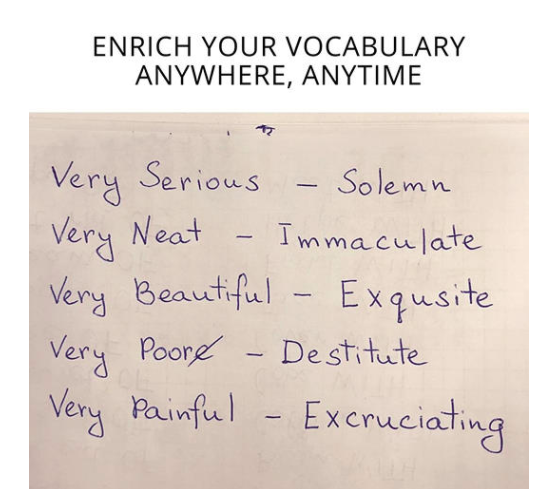 ENRICH YOUR VOCABULARY
ANYWHERE, ANYTIME
Very Serious – Solemn
Very Neat – Immaculate
Very Beautiful – Exqusite
Very Poor – Destitute
Very Painful – Excruciating